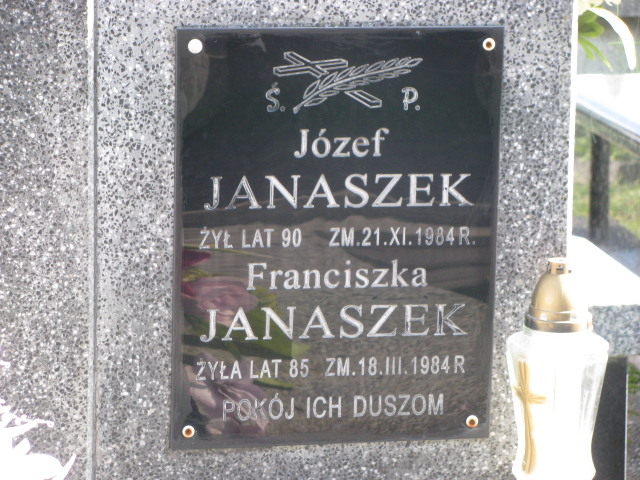 Ś. P.
Józef
JANASZEK
ŻYŁ LAT 90 ZM. 21. XI. 1984 R.
Franciszka
JANASZEK
ŻYŁA LAT 85 ZM. 18. III. 1984 R
POKÓJ ICH DUSZOM